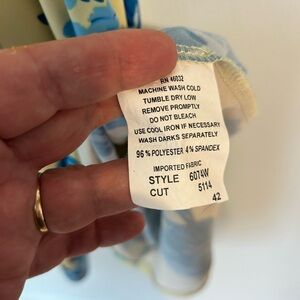 RN 46032
MACHINE WASH COLD
TUMBLE DRY LOW
REMOVE PROMPTLY
DO NOT BLEACH
USE COOL IRON IF NECESSARY
WASH DARKS SEPARATELY
96% POLYESTER 4% SPANDEX
IMPORTED FABRIC
STYLE 6074W
CUT 5114
42